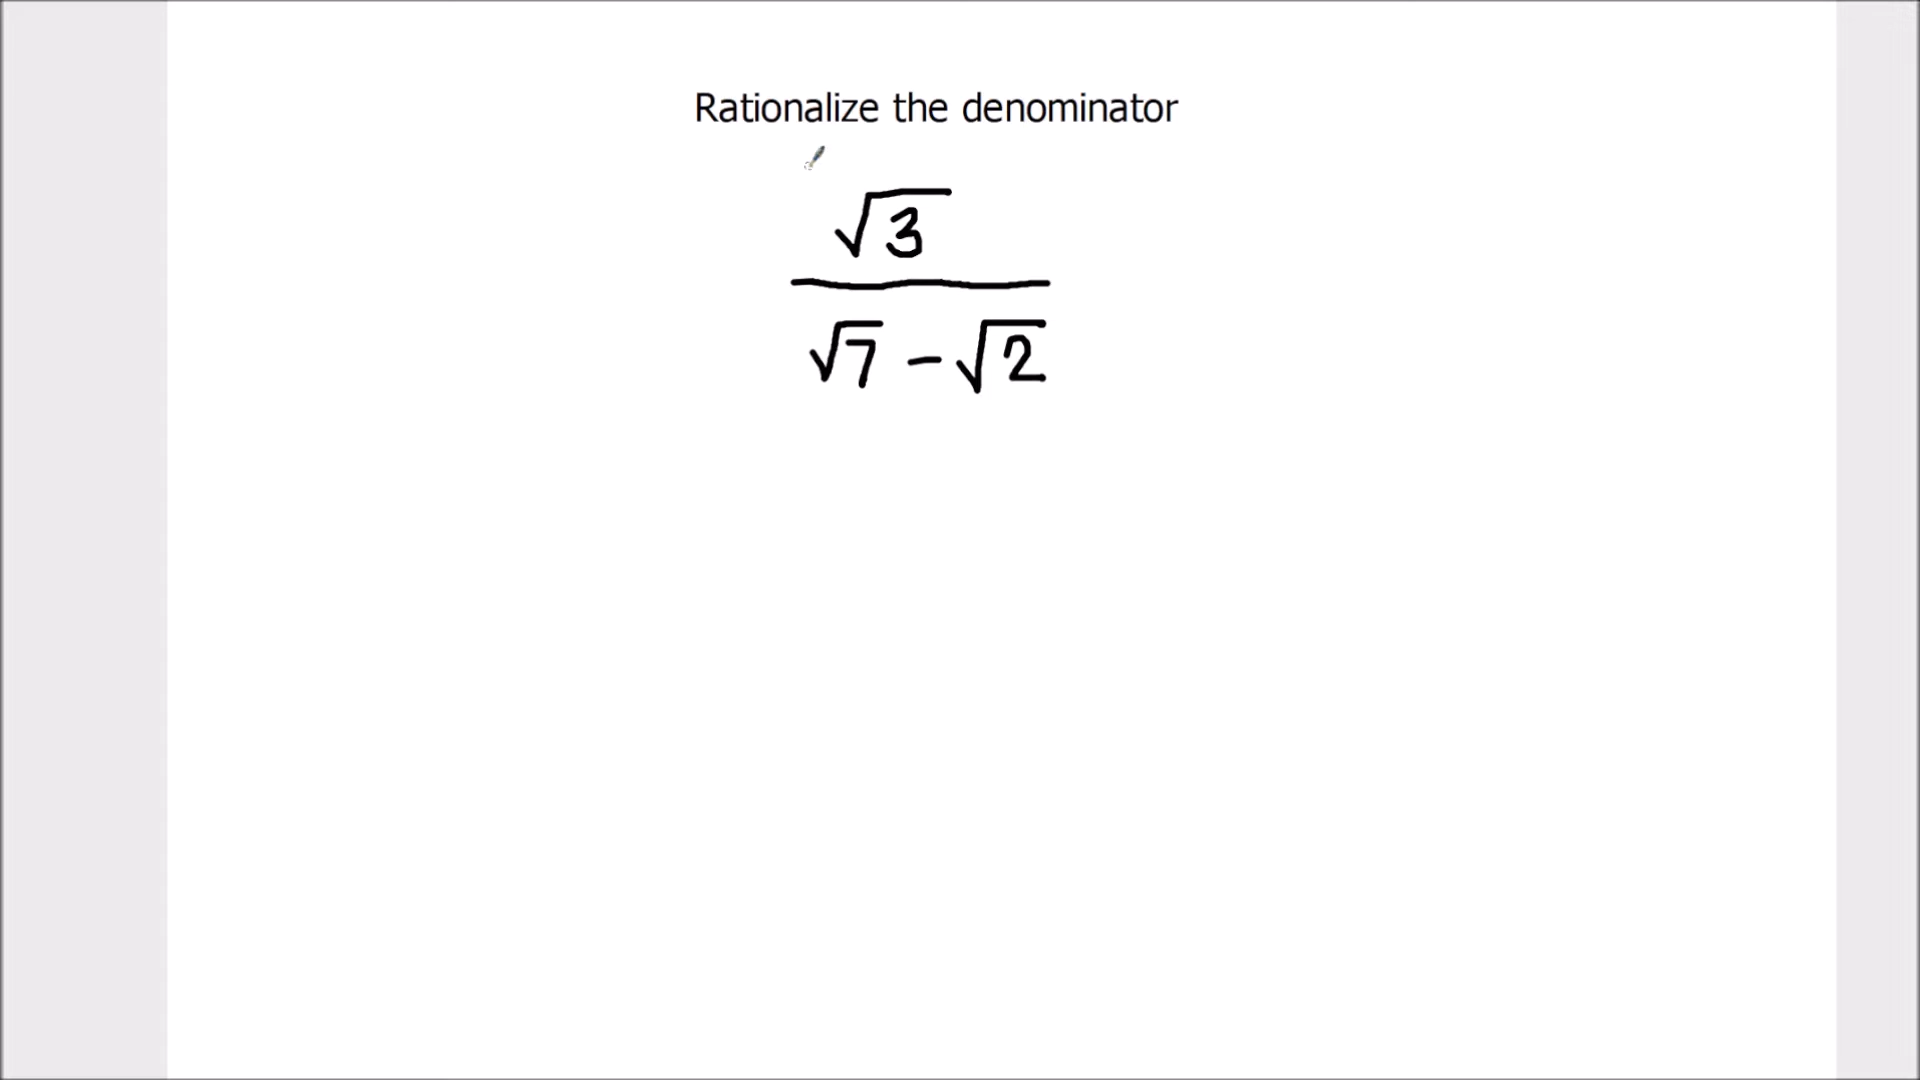 Rationalize the denominator
√3
√7 - √2